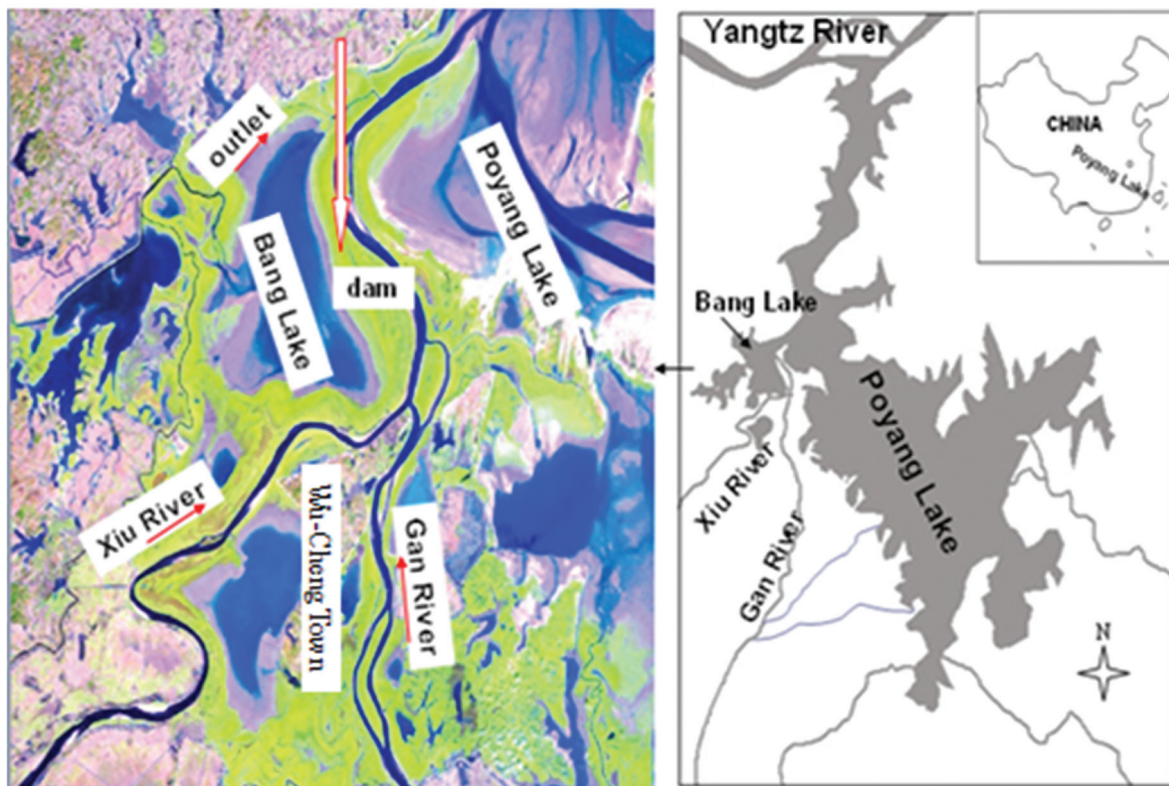 outlet
Bang Lake
dam
Poyang Lake
Xiu River
Wu-Cheng Town
Gan River
Yangtz River
CHINA
Poyang Lake
Bang Lake
Poyang Lake
Xiu River
Gan River
N